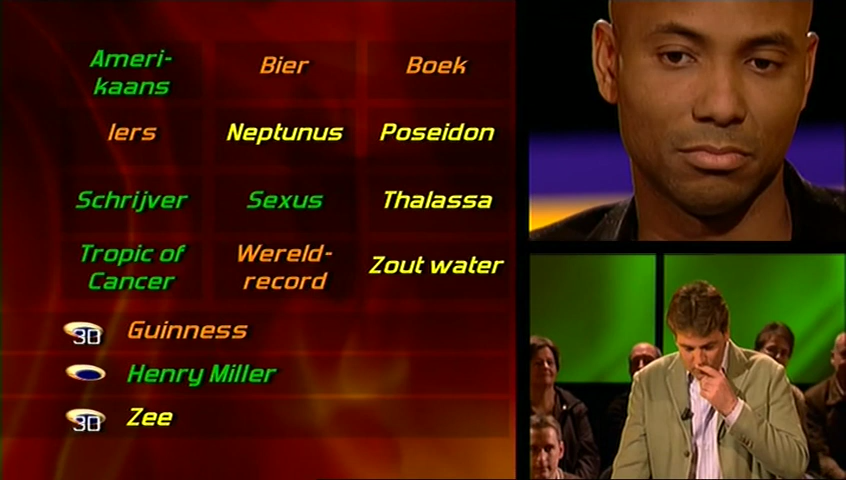 Ameri-
kaans
Bier
Boek
Iers
Neptunus
Poseidon
Schrijver
Sexus
Thalassa
Tropic of
Cancer
Wereld-
record
Zout water
30 Guinness
Henry Miller
30 Zee